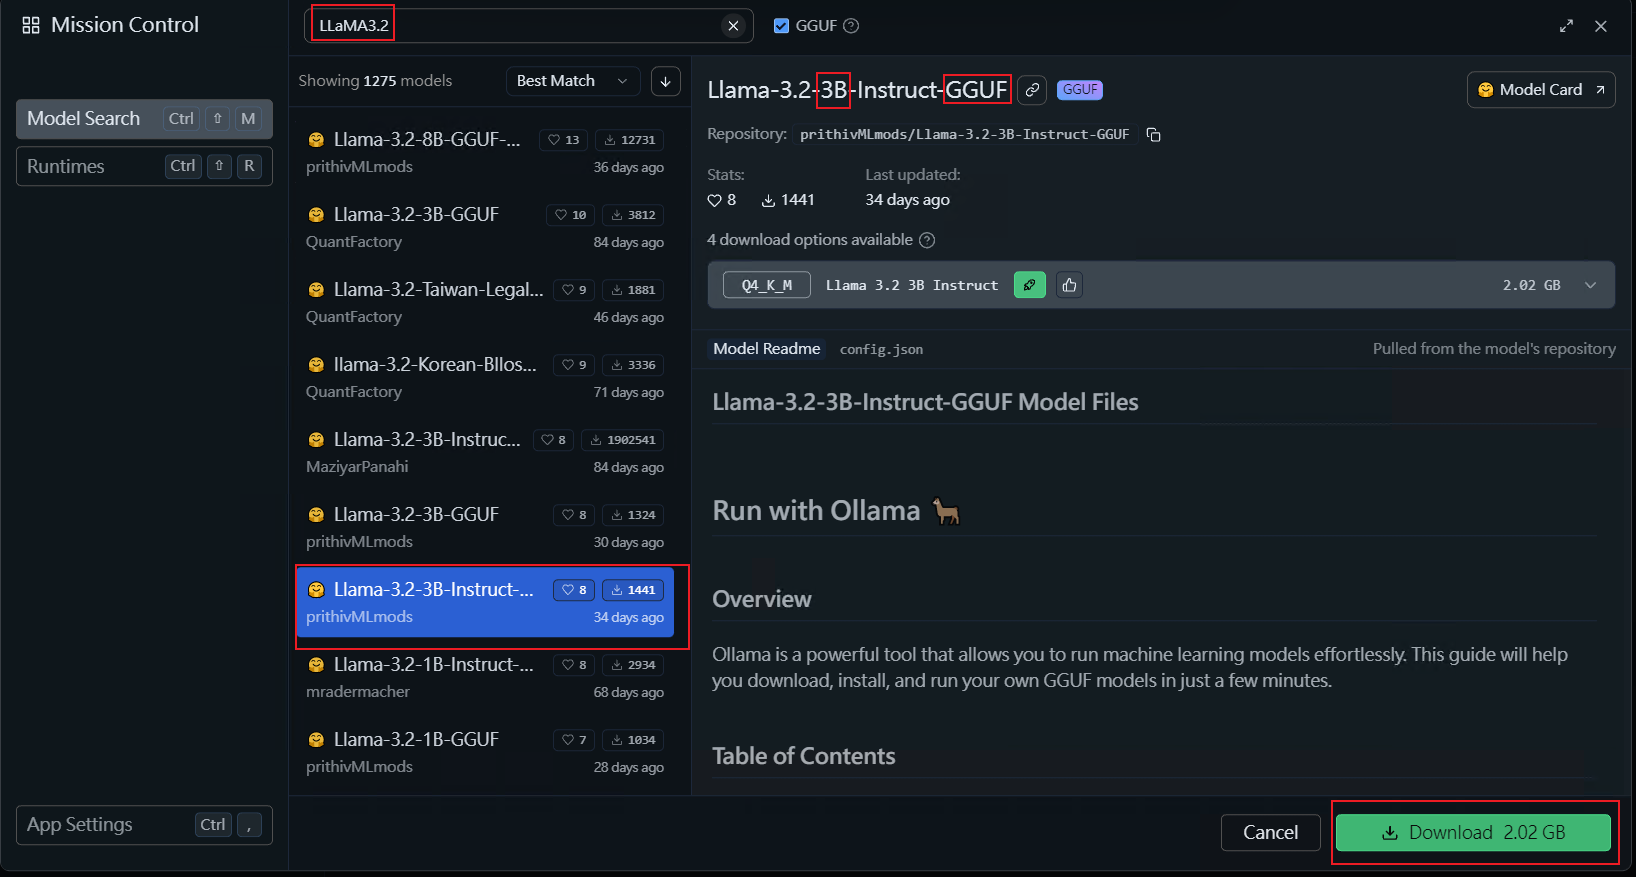 Mission Control
Model Search Ctrl ⇧ M
Runtimes Ctrl ⇧ R
App Settings Ctrl ,
LLaMA3.2
GGUF
Showing 1275 models
Best Match
Llama-3.2-8B-GGUF-... 13 12731
prithivMLmods 36 days ago
Llama-3.2-3B-GGUF 10 3812
QuantFactory 84 days ago
Llama-3.2-Taiwan-Legal... 9 1881
QuantFactory 46 days ago
llama-3.2-Korean-Bllos... 9 3336
QuantFactory 71 days ago
Llama-3.2-3B-Instruc... 8 1902541
MaziyarPanahi 84 days ago
Llama-3.2-3B-GGUF 8 1324
prithivMLmods 30 days ago
Llama-3.2-3B-Instruct-... 8 1441
prithivMLmods 34 days ago
Llama-3.2-1B-Instruct-... 8 2934
mradermacher 68 days ago
Llama-3.2-1B-GGUF 7 1034
prithivMLmods 28 days ago
Llama-3.2-3B-Instruct-GGUF GGUF
Model Card
Repository: prithivMLmods/Llama-3.2-3B-Instruct-GGUF
Stats: Last updated:
8 1441 34 days ago
4 download options available
Q4_K_M Llama 3.2 3B Instruct 2.02 GB
Model Readme config.json Pulled from the model's repository
Llama-3.2-3B-Instruct-GGUF Model Files
Run with Ollama 🦙
Overview
Ollama is a powerful tool that allows you to run machine learning models effortlessly. This guide will help
you download, install, and run your own GGUF models in just a few minutes.
Table of Contents
Cancel
Download 2.02 GB